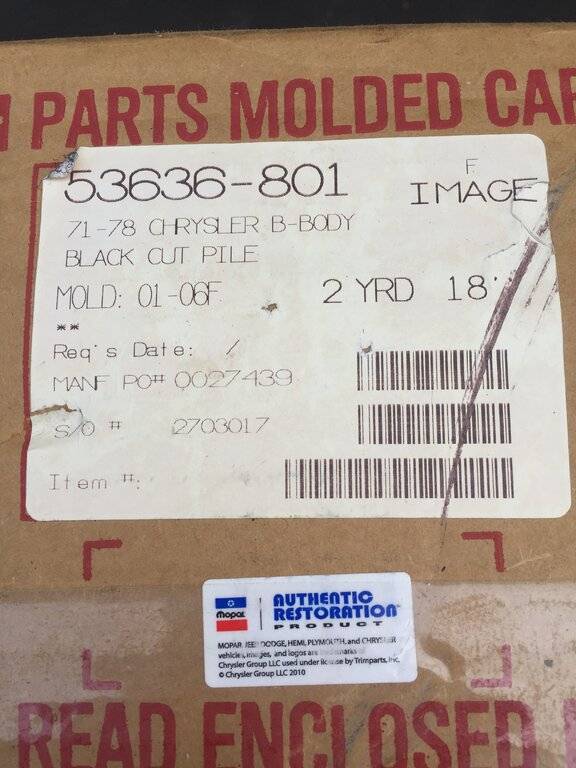 PARTS MOLDED CAR
53636-801
F
IMAGE
71-78 CHRYSLER B-BODY
BLACK CUT PILE
MOLD: 01-06F
2 YRD 18'
**
Req's Date: /
MANF PO# 0027439
S/O # 2703017
Item #:
Mopar
AUTHENTIC
RESTORATION
PRODUCT
MOPAR, JEEP, DODGE, HEMI, PLYMOUTH, and CHRYSLER
vehicles, images, and logos are trademarks of
Chrysler Group LLC used under license by Trimparts, Inc.
© Chrysler Group LLC 2010
READ ENCLOSED